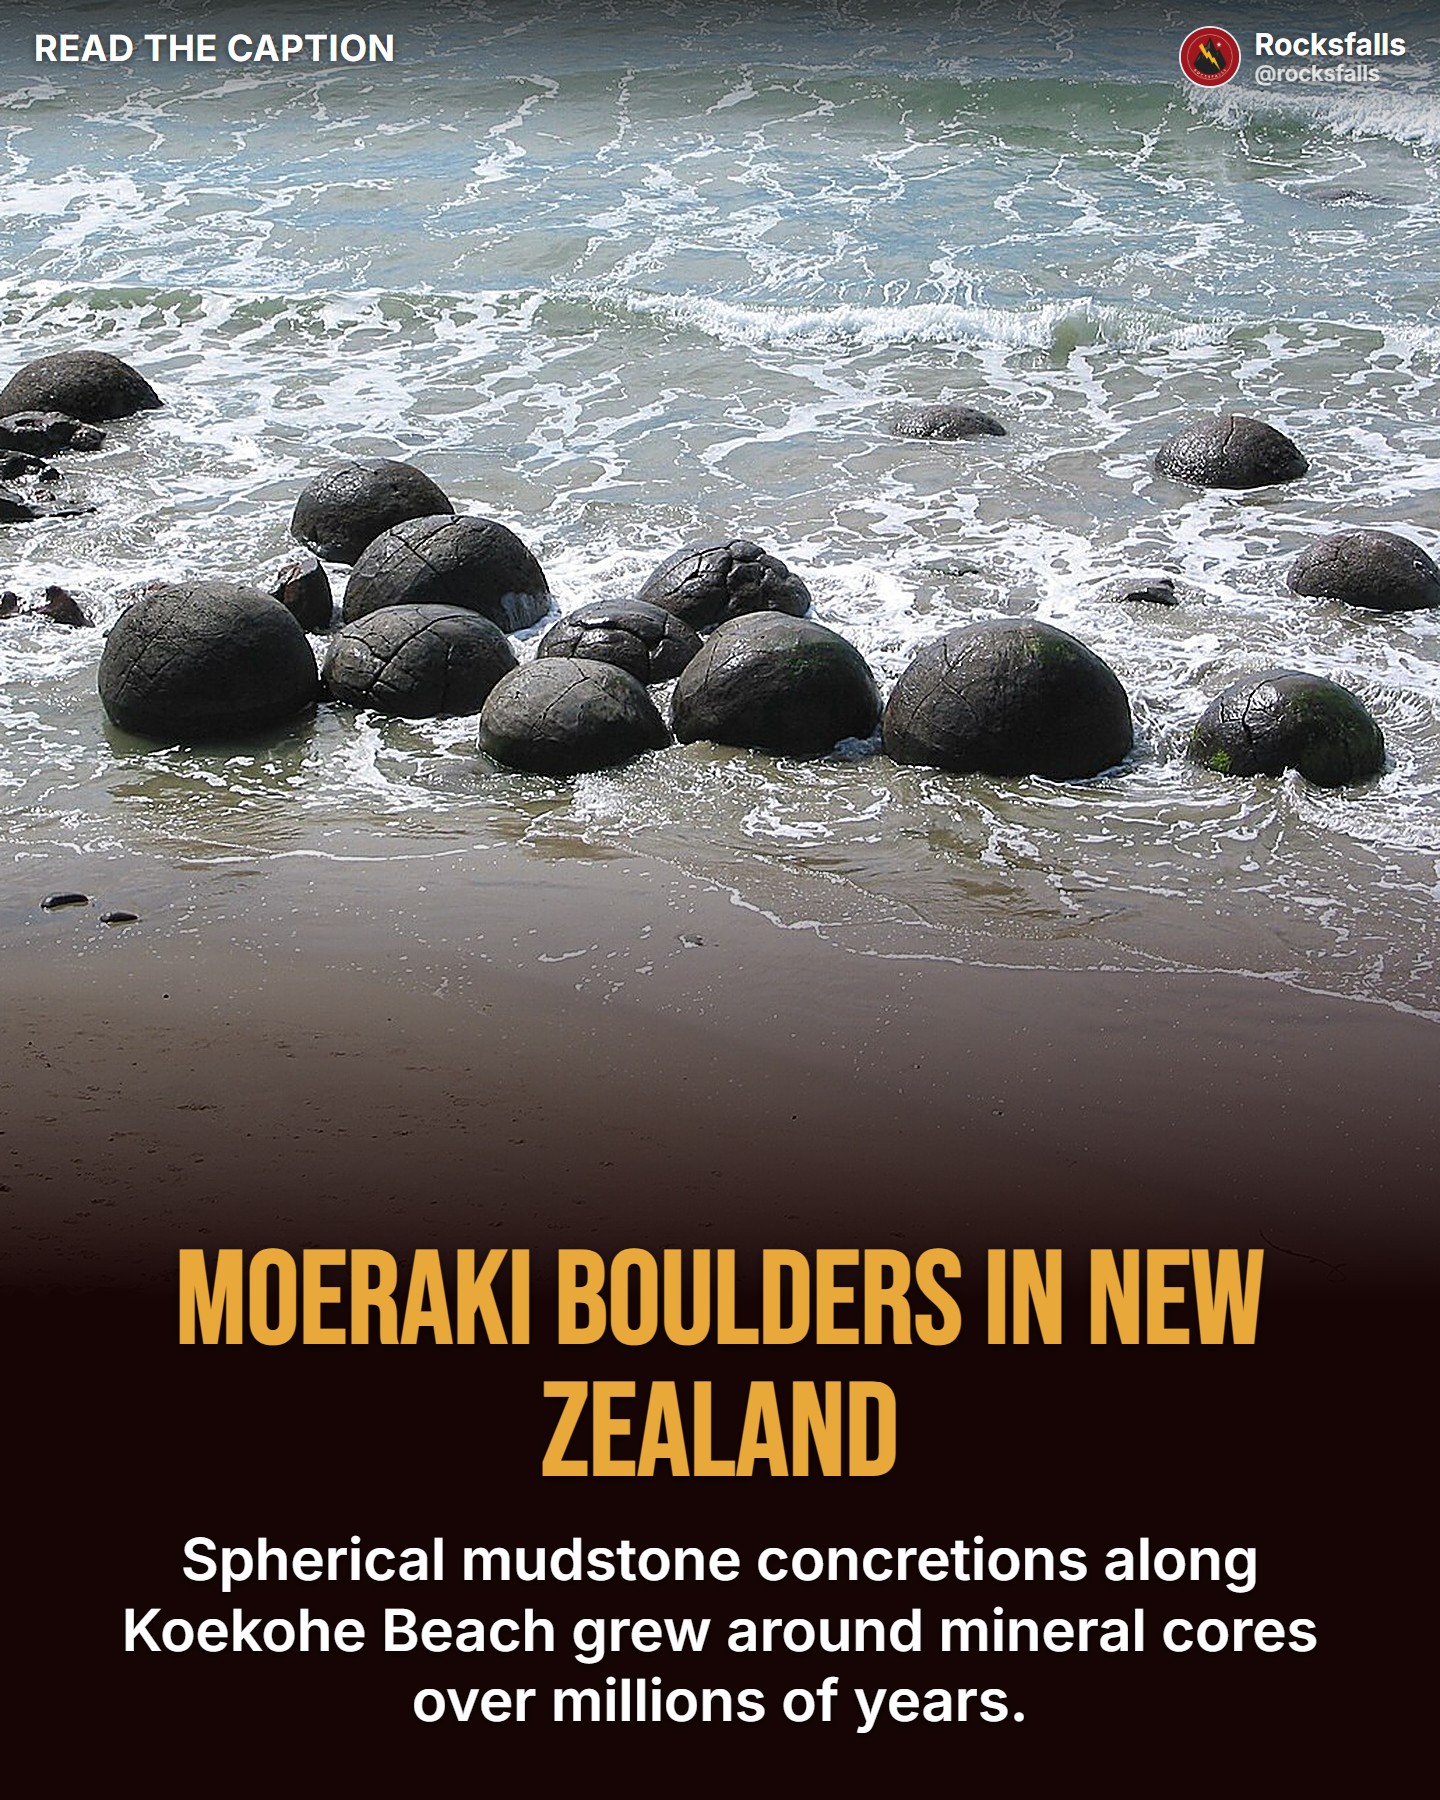 READ THE CAPTION
Rocksfalls
@rocksfalls
MOERAKI BOULDERS IN NEW
ZEALAND
Spherical mudstone concretions along
Koekohe Beach grew around mineral cores
over millions of years.